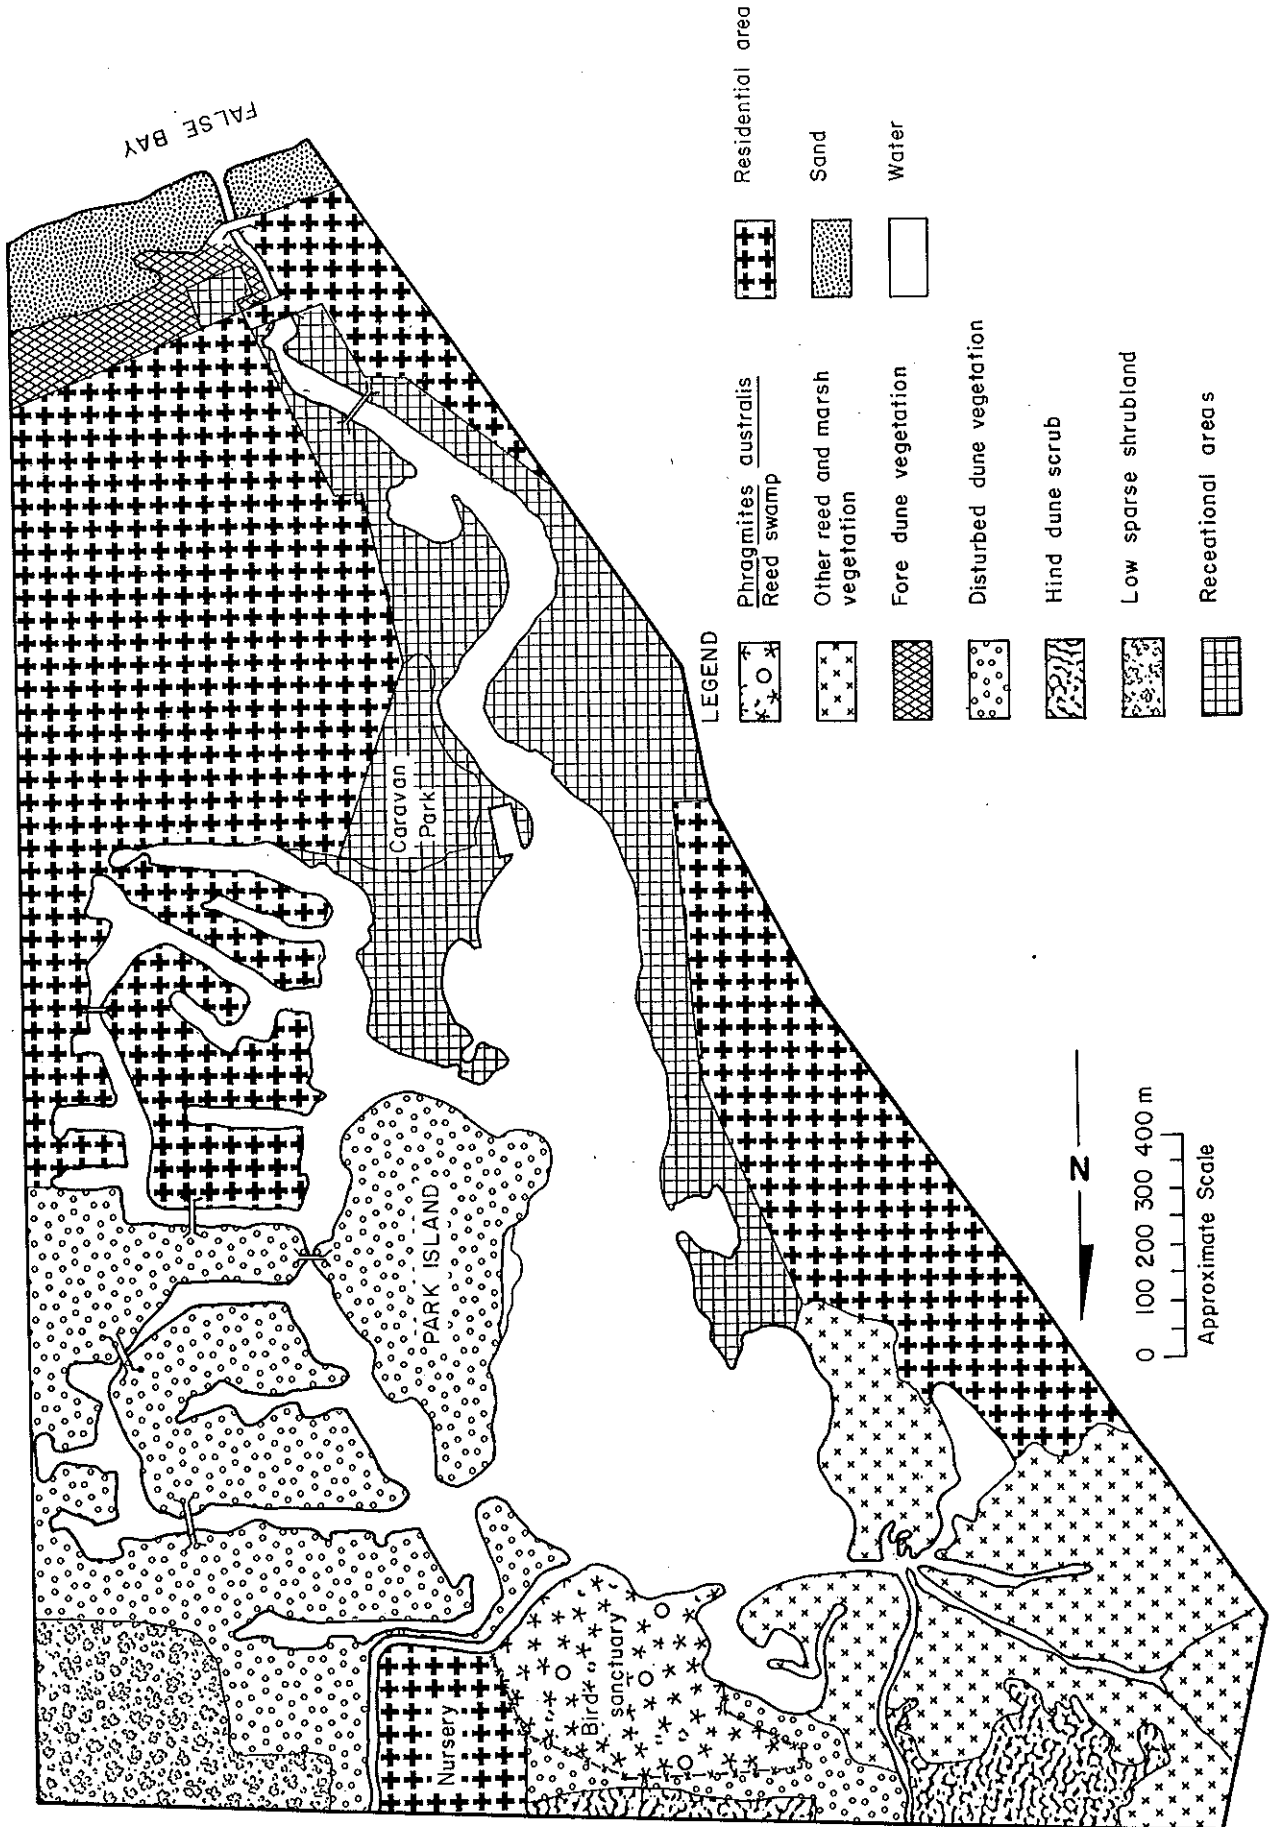 FALSE BAY
Caravan
Park
PARK ISLAND
Nursery
Bird
sanctuary
LEGEND
Phragmites australis
Reed swamp
Other reed and marsh
vegetation
Fore dune vegetation
Disturbed dune vegetation
Hind dune scrub
Low sparse shrubland
Receational areas
Residential area
Sand
Water
N
0 100 200 300 400 m
Approximate Scale